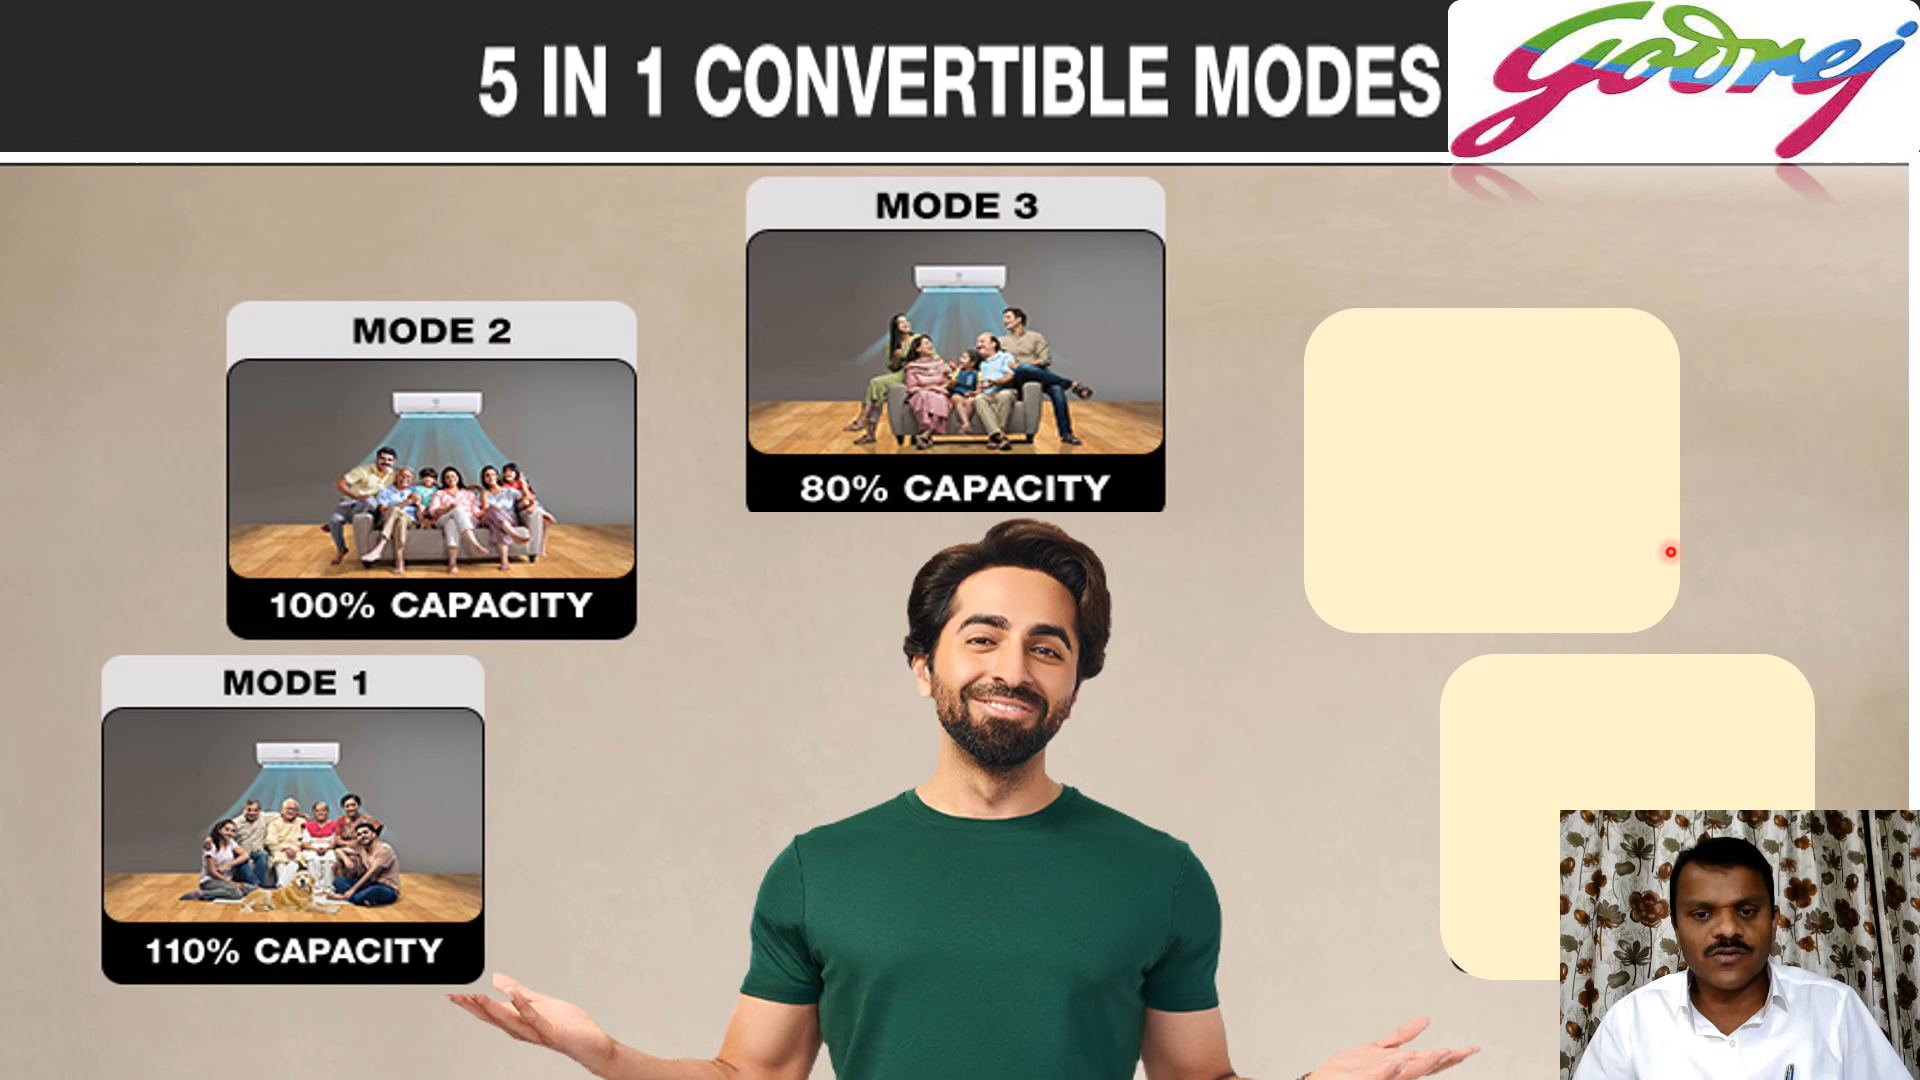 5 IN 1 CONVERTIBLE MODES
Godrej
MODE 3
80% CAPACITY
MODE 2
100% CAPACITY
MODE 1
110% CAPACITY